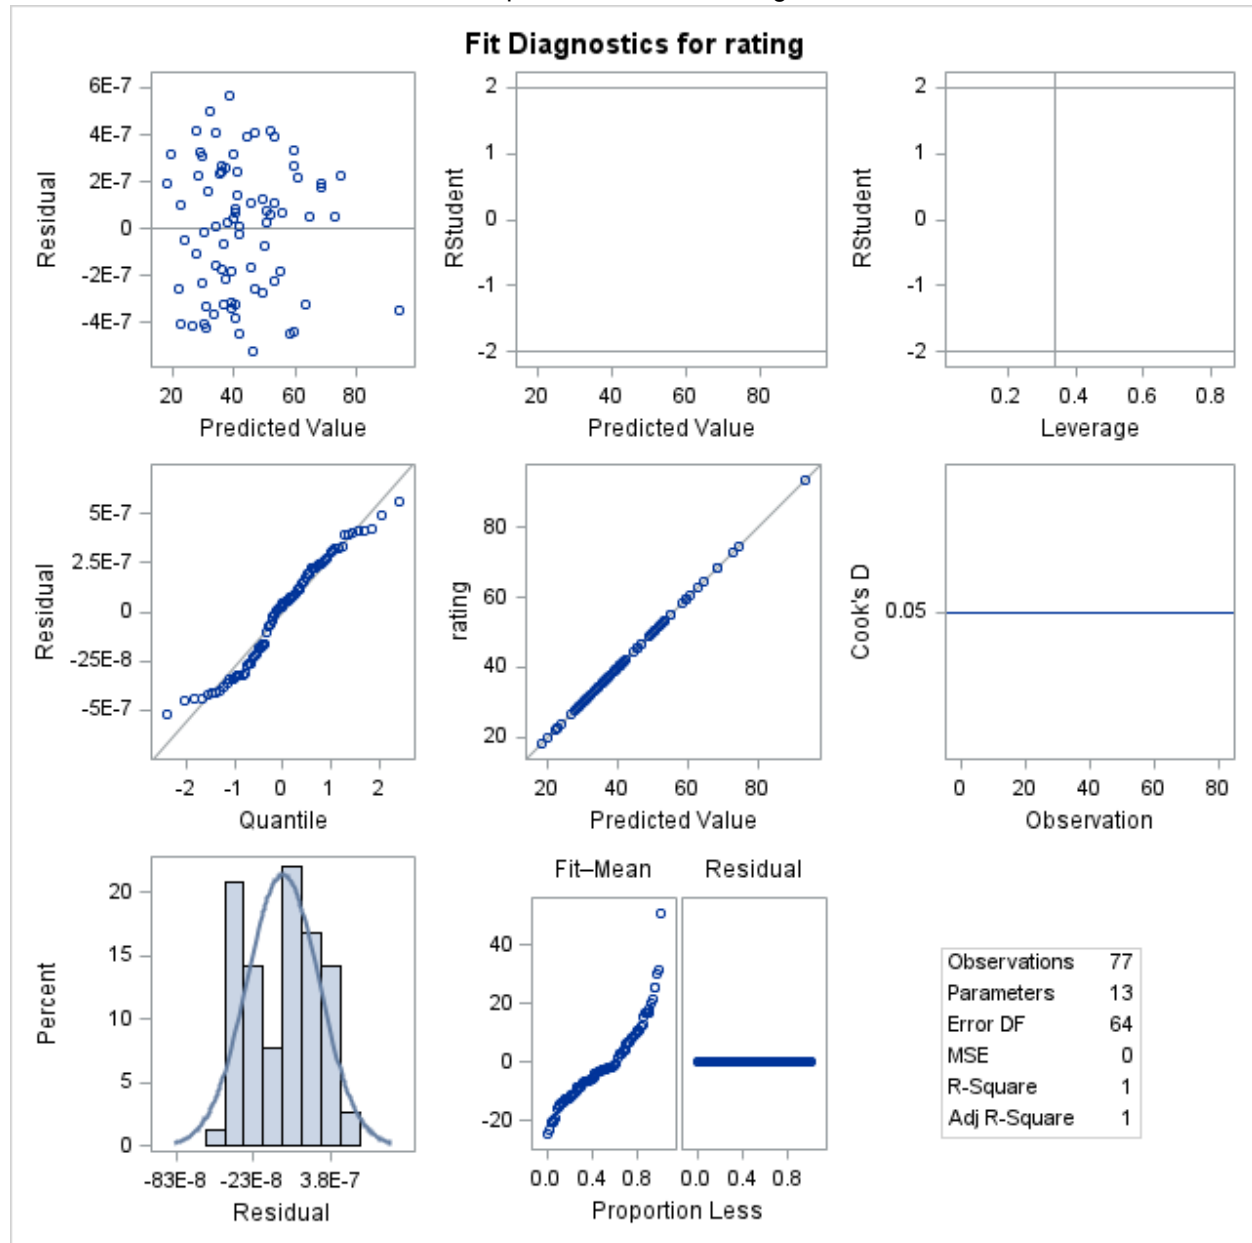 Fit Diagnostics for rating
6E-7
4E-7
2E-7
0
-2E-7
-4E-7
Residual
20 40 60 80
Predicted Value
2
1
0
-1
-2
RStudent
20 40 60 80
Predicted Value
2
1
0
-1
-2
RStudent
0.2 0.4 0.6 0.8
Leverage
5E-7
2.5E-7
0
-25E-8
-5E-7
Residual
-2 -1 0 1 2
Quantile
80
60
40
20
rating
20 40 60 80
Predicted Value
0.05
Cook's D
0 20 40 60 80
Observation
20
15
10
5
0
Percent
-83E-8 -23E-8 3.8E-7
Residual
Fit–Mean Residual
40
20
0
-20
0.0 0.4 0.8 0.0 0.4 0.8
Proportion Less
Observations 77
Parameters 13
Error DF 64
MSE 0
R-Square 1
Adj R-Square 1